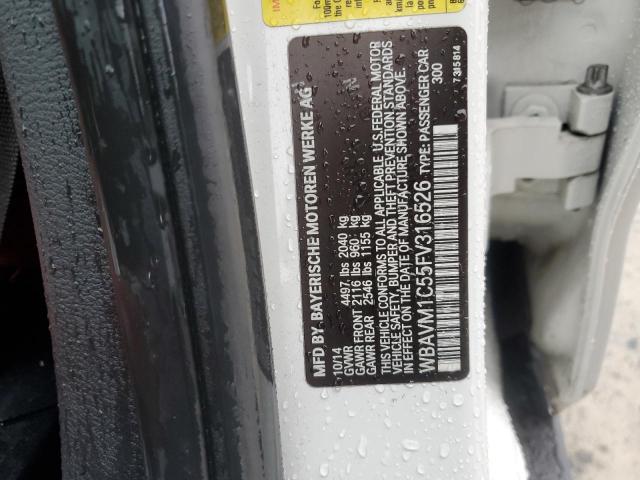 MFD BY: BAYERISCHE MOTOREN WERKE AG
10/14
GVWR 4497, lbs 2040 kg
GAWR FRONT 2116 lbs 960; kg
GAWR REAR 2546 lbs 1155 kg
THIS VEHICLE CONFORMS TO ALL APPLICABLE U.S.FEDERAL MOTOR
VEHICLE SAFETY, BUMPER, AND THEFT PREVENTION STANDARDS
IN EFFECT ON THE DATE OF MANUFACTURE SHOWN ABOVE.
WBAVM1C55FV316526 TYPE: PASSENGER CAR
300
7315814